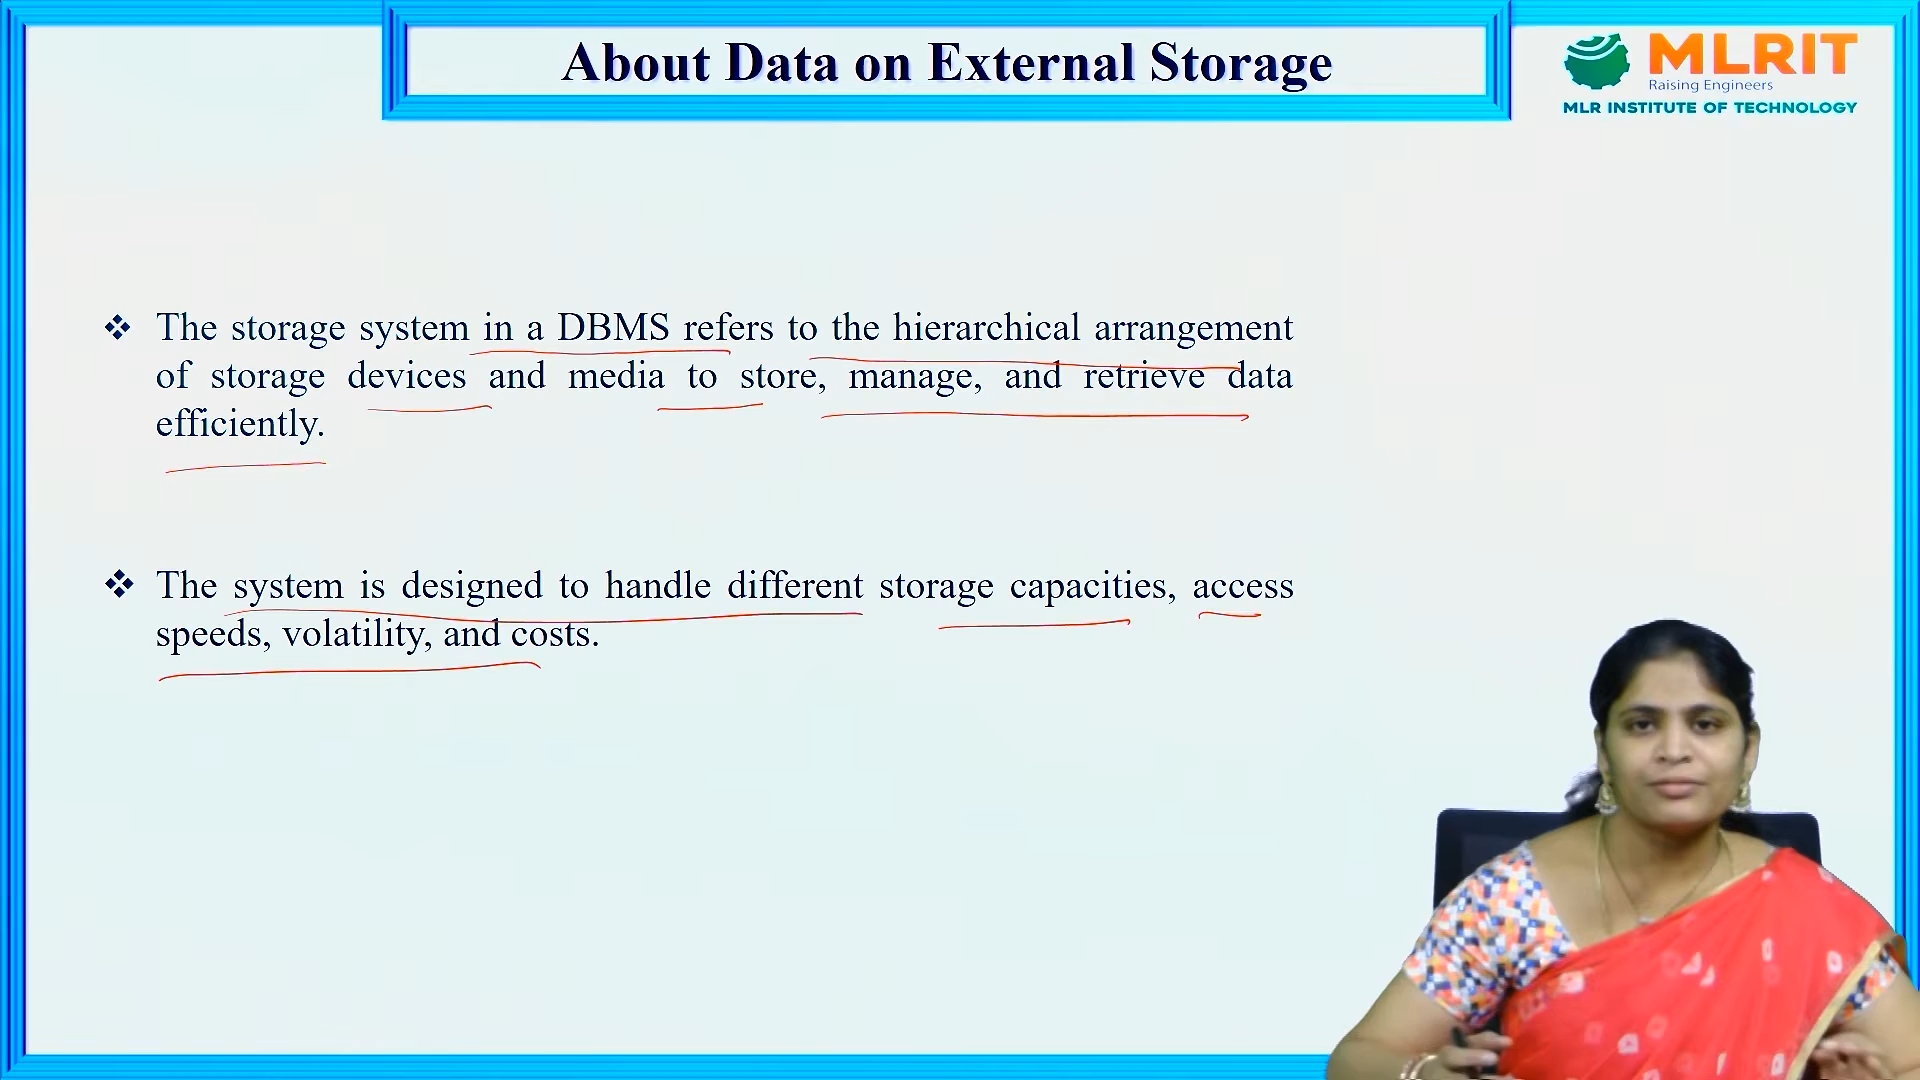 About Data on External Storage
MLRIT
Raising Engineers
MLR INSTITUTE OF TECHNOLOGY
❖ The storage system in a DBMS refers to the hierarchical arrangement
of storage devices and media to store, manage, and retrieve data
efficiently.
❖ The system is designed to handle different storage capacities, access
speeds, volatility, and costs.